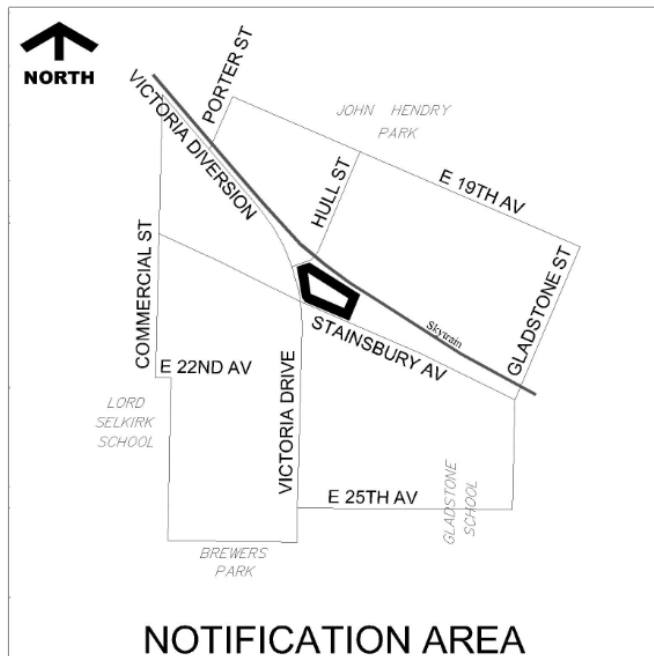 NORTH
PORTER ST
VICTORIA DIVERSION
JOHN HENDRY
PARK
HULL ST
E 19TH AV
COMMERCIAL ST
GLADSTONE ST
Skytrain
STAINSBURY AV
E 22ND AV
VICTORIA DRIVE
LORD
SELKIRK
SCHOOL
GLADSTONE
SCHOOL
E 25TH AV
BREWERS
PARK
NOTIFICATION AREA